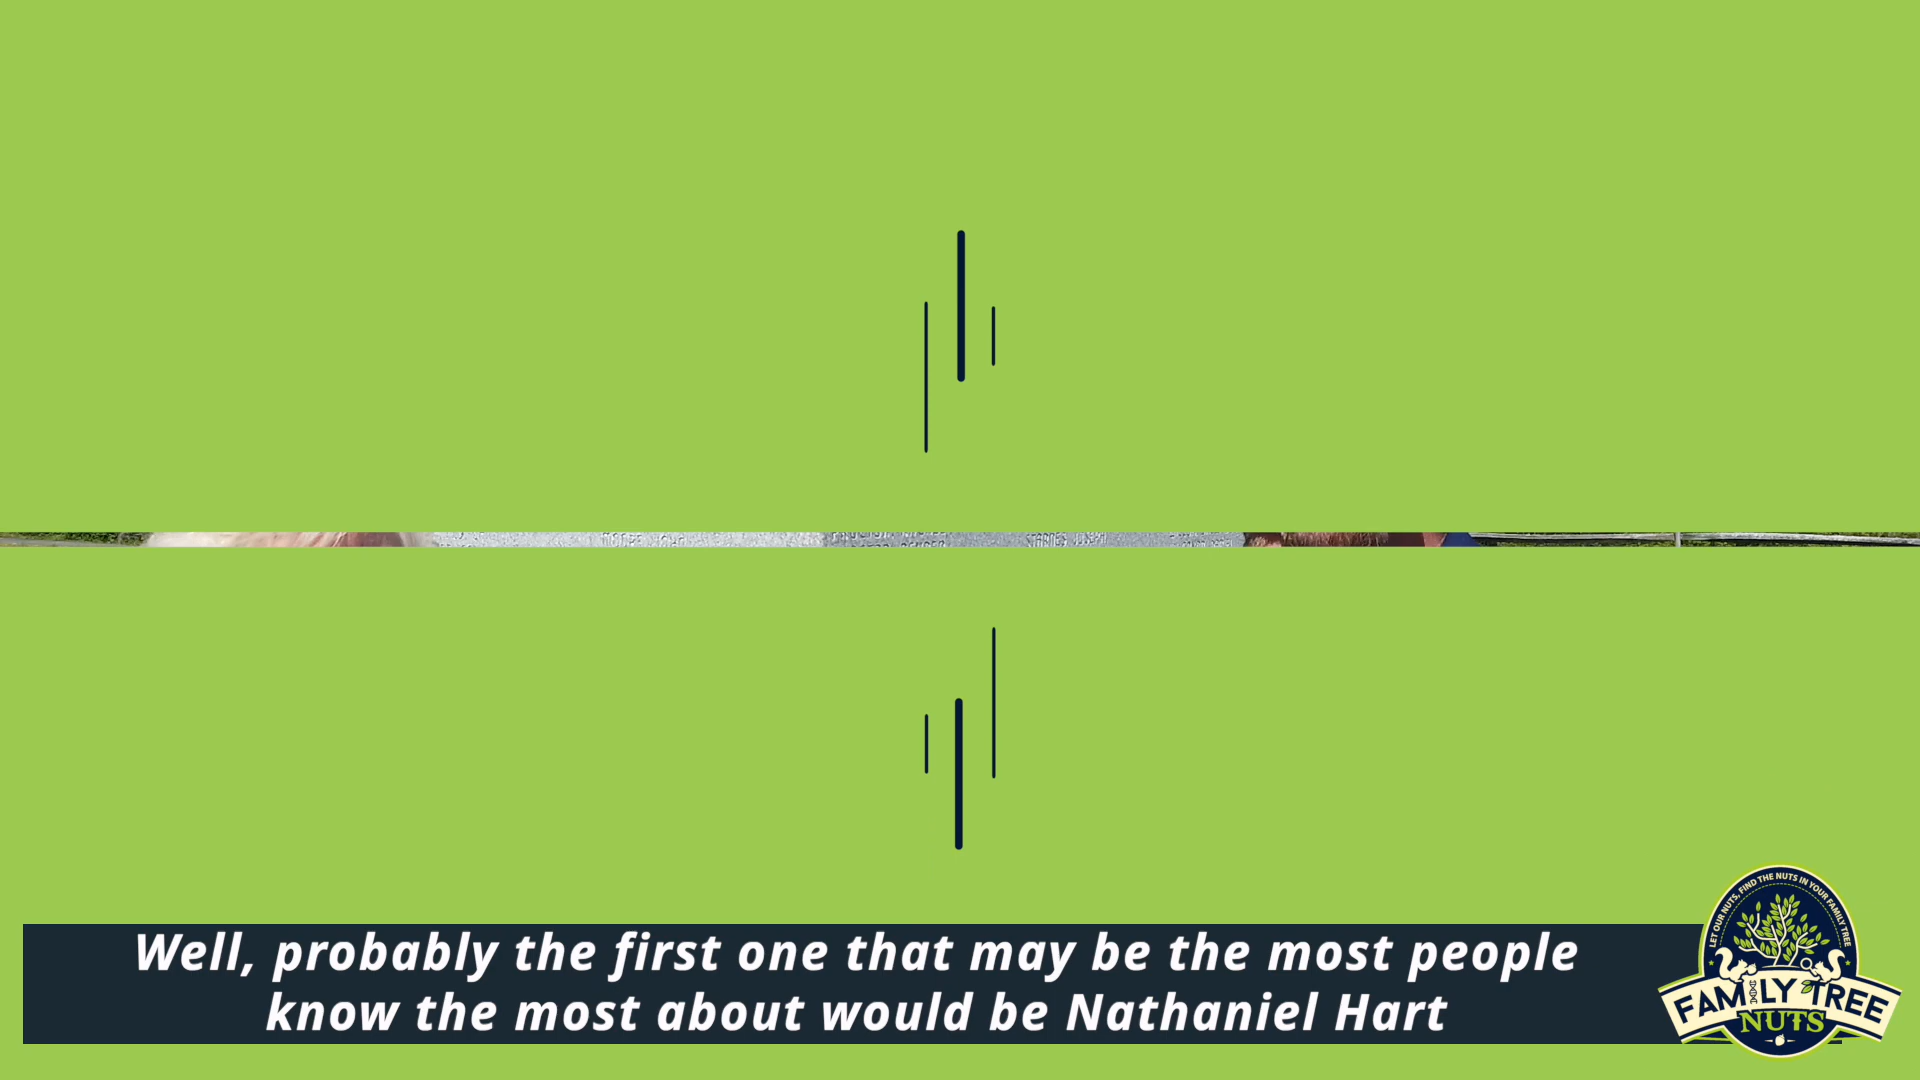 Well, probably the first one that may be the most people
know the most about would be Nathaniel Hart
LET OUR NUTS, FIND THE NUTS IN YOUR FAMILY TREE
FAMILY TREE
NUTS